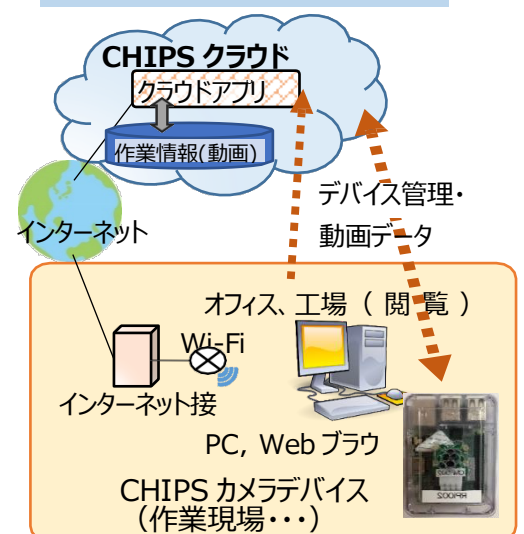 CHIPS クラウド
クラウドアプリ
作業情報(動画)
デバイス管理・
動画データ
インターネット
オフィス、工場（ 閲 覧 ）
Wi-Fi
インターネット接
PC, Web ブラウ
CHIPS カメラデバイス
（作業現場・・・）
RPI002